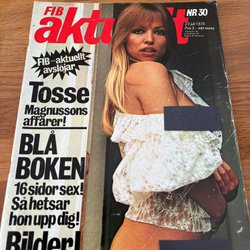 FIB
aktuellt
NR 30
FIB-aktuellt
avslöjar
Tosse
Magnussons
affärer!
BLÅ
BOKEN
16 sidor sex!
Så hetsar
hon upp dig!
Bilder!